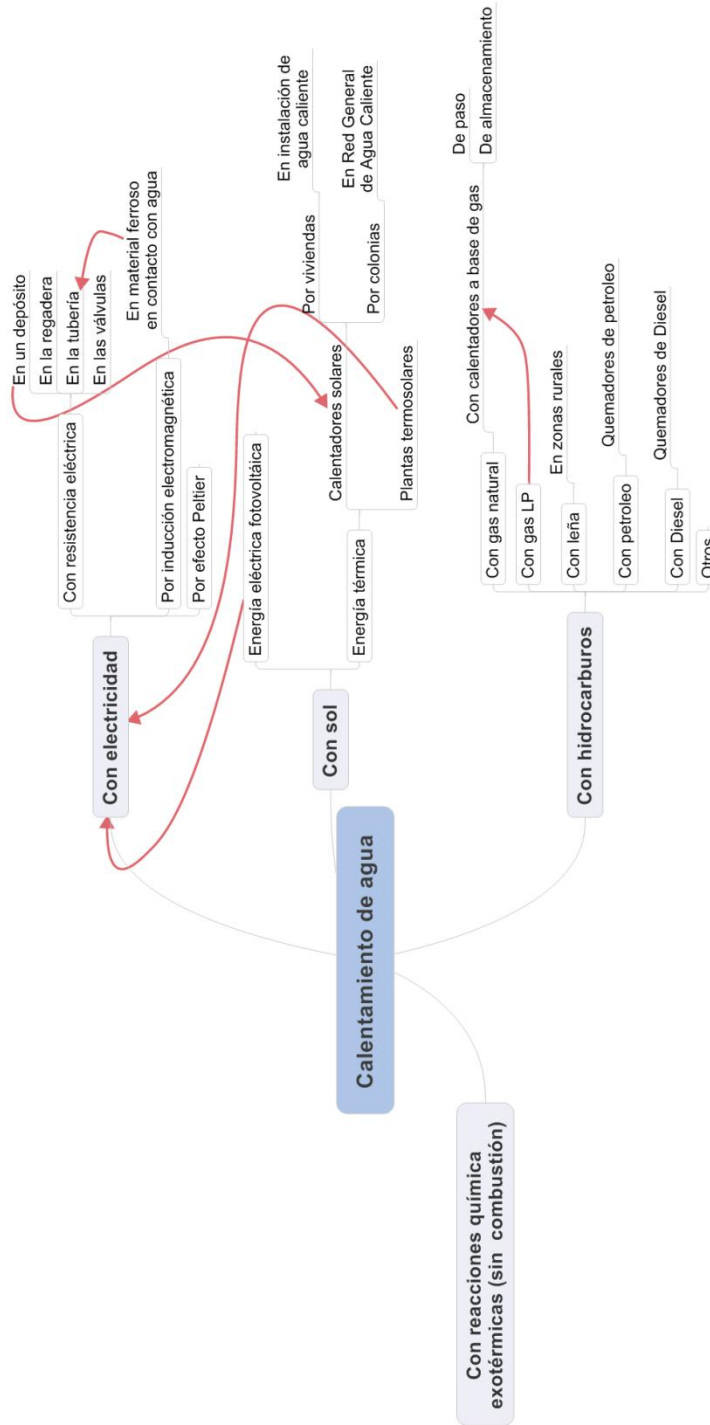 Calentamiento de agua
Con electricidad
Con resistencia eléctrica
En un depósito
En la regadera
En la tubería
En las válvulas
Por inducción electromagnética
En material ferroso
en contacto con agua
Por efecto Peltier
Con sol
Energía eléctrica fotovoltáica
Energía térmica
Calentadores solares
Por viviendas
En instalación de
agua caliente
Por colonias
En Red General
de Agua Caliente
Plantas termosolares
Con hidrocarburos
Con gas natural
Con calentadores a base de gas
De paso
De almacenamiento
Con gas LP
Con leña
En zonas rurales
Con petroleo
Quemadores de petroleo
Con Diesel
Quemadores de Diesel
Otros
Con reacciones química
exotérmicas (sin combustión)